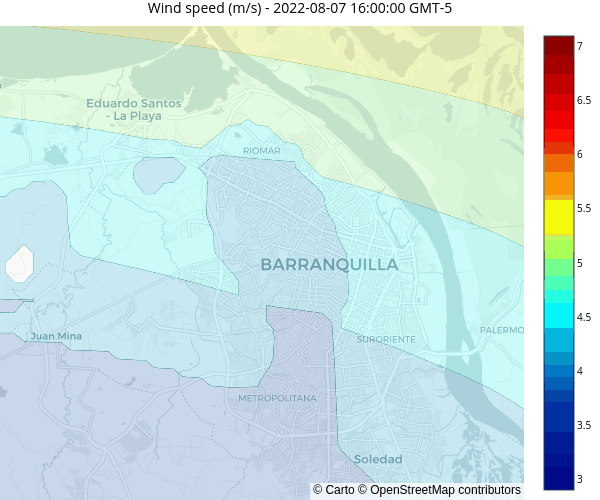 Wind speed (m/s) - 2022-08-07 16:00:00 GMT-5
7
6.5
6
5.5
5
4.5
4
3.5
3
Eduardo Santos
- La Playa
RIOMAR
BARRANQUILLA
Juan Mina
SURORIENTE
PALERMO
METROPOLITANA
Soledad
© Carto © OpenStreetMap contributors